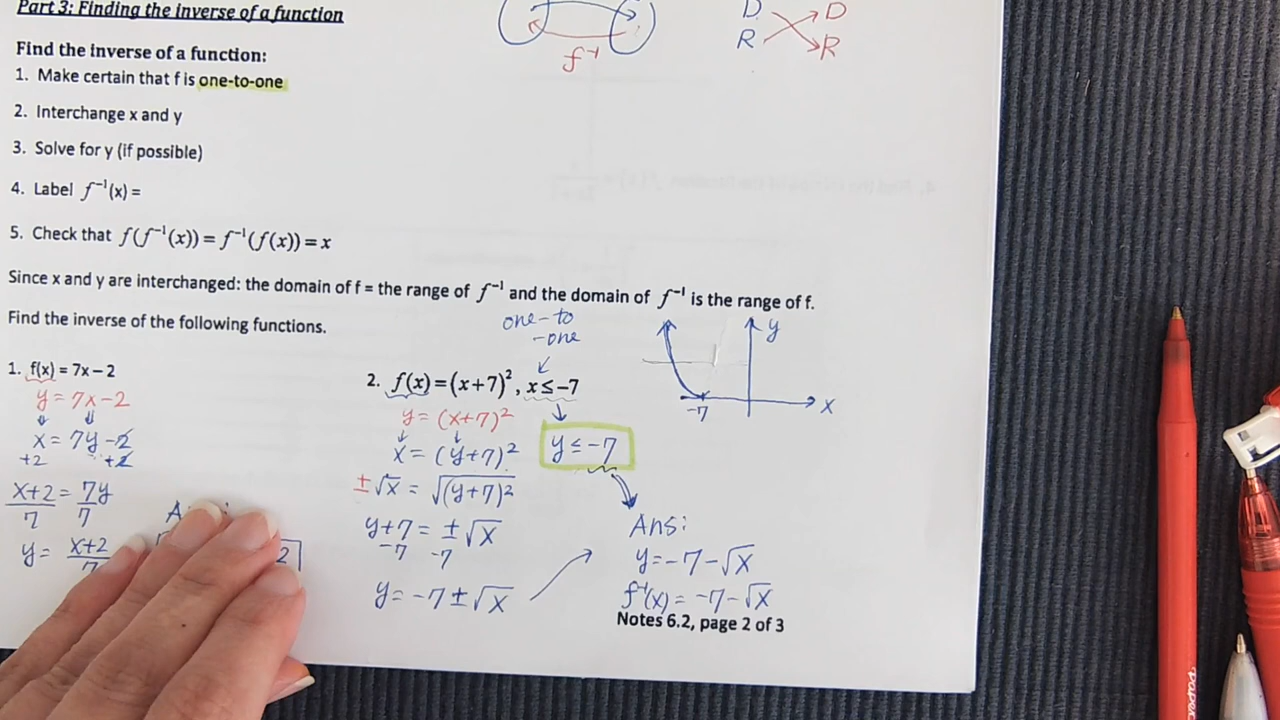 Part 3: Finding the inverse of a function
D D
R R
f⁻¹
Find the inverse of a function:
1. Make certain that f is one-to-one
2. Interchange x and y
3. Solve for y (if possible)
4. Label f⁻¹(x) =
5. Check that f(f⁻¹(x)) = f⁻¹(f(x)) = x
Since x and y are interchanged: the domain of f = the range of f⁻¹ and the domain of f⁻¹ is the range of f.
Find the inverse of the following functions.
one-to
-one
y
x
-7
1. f(x) = 7x – 2
y = 7x-2
x = 7y -2
+2 +2
x+2 = 7y
7 7
y = x+2
7
2
2. f(x) = (x+7)², x ≤ -7
y = (x+7)²
x = (y+7)²
y ≤ -7
±√x = √(y+7)²
y+7 = ±√x
-7 -7
y = -7 ± √x
Ans:
y = -7 - √x
f⁻¹(x) = -7 - √x
Notes 6.2, page 2 of 3